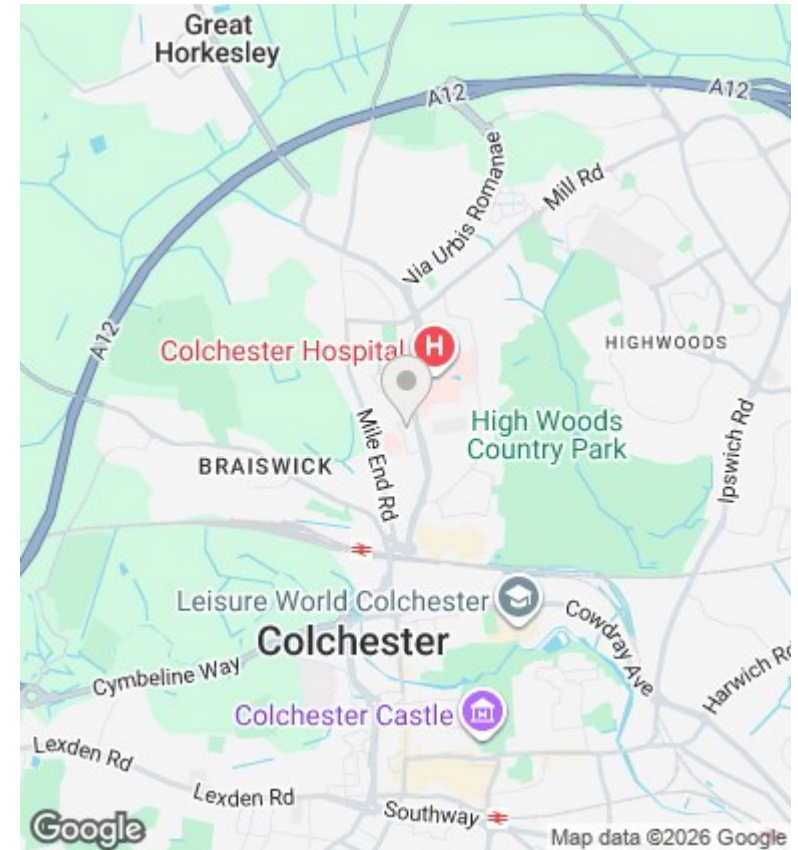 Great
Horkesley
A12
A12
Mill Rd
Via Urbis Romanae
A12
HIGHWOODS
Colchester Hospital
H
High Woods
Country Park
Mile End Rd
Ipswich Rd
BRAISWICK
Leisure World Colchester
Cowdray Ave
Colchester
Cymbeline Way
Harwich Rd
Colchester Castle
Lexden Rd
Lexden Rd
Southway
Google
Map data ©2026 Google